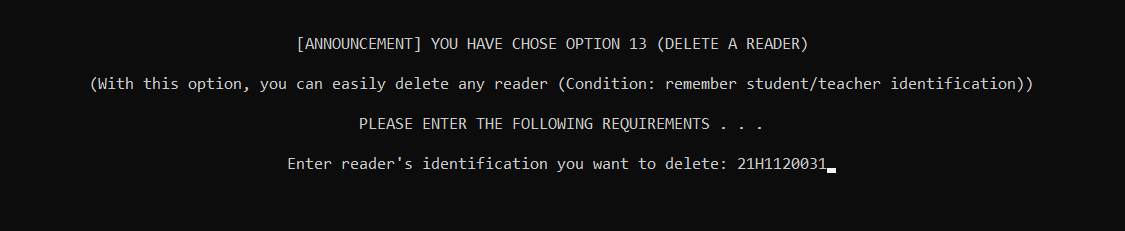 [ANNOUNCEMENT] YOU HAVE CHOSE OPTION 13 (DELETE A READER)
(With this option, you can easily delete any reader (Condition: remember student/teacher identification))
PLEASE ENTER THE FOLLOWING REQUIREMENTS . . .
Enter reader's identification you want to delete: 21H1120031